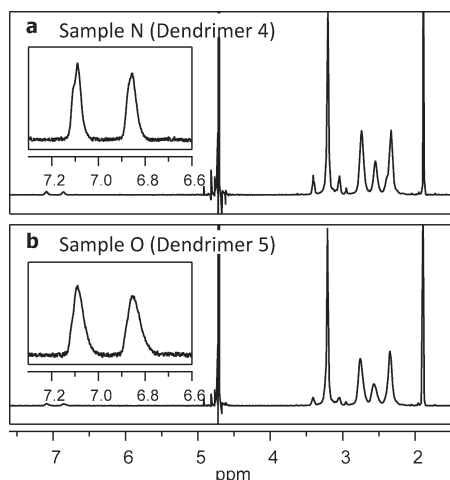 a Sample N (Dendrimer 4)
7.2 7.0 6.8 6.6
b Sample O (Dendrimer 5)
7.2 7.0 6.8 6.6
7 6 5 4 3 2
ppm